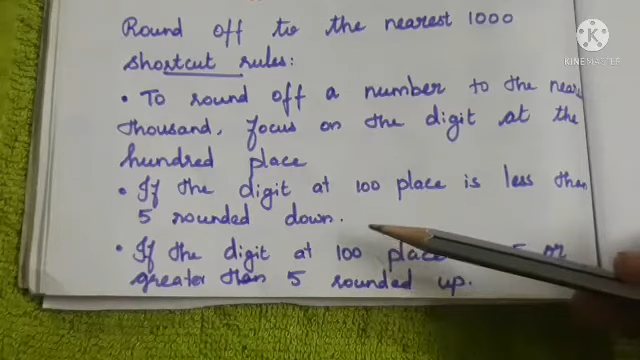 Round off to the nearest 1000
shortcut rules:
• To round off a number to the
thousand, focus on the digit at the
hundred place
• If the digit at 100 place is less than
5 rounded down.
• If the digit at 100 place 5 or
greater than 5 rounded up.
KINEMASTER